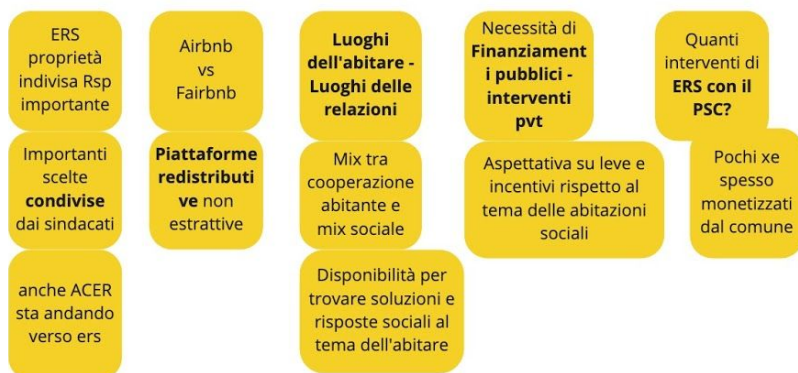 ERS
proprietà
indivisa Rsp
importante
Importanti
scelte
condivise
dai sindacati
anche ACER
sta andando
verso ers
Airbnb
vs
Fairbnb
Piattaforme
redistributi
ve non
estrattive
Luoghi
dell'abitare -
Luoghi delle
relazioni
Mix tra
cooperazione
abitante e
mix sociale
Disponibilità per
trovare soluzioni e
risposte sociali al
tema dell'abitare
Necessità di
Finanziament
i pubblici -
interventi
pvt
Aspettativa su leve e
incentivi rispetto al
tema delle abitazioni
sociali
Quanti
interventi di
ERS con il
PSC?
Pochi xe
spesso
monetizzati
dal comune